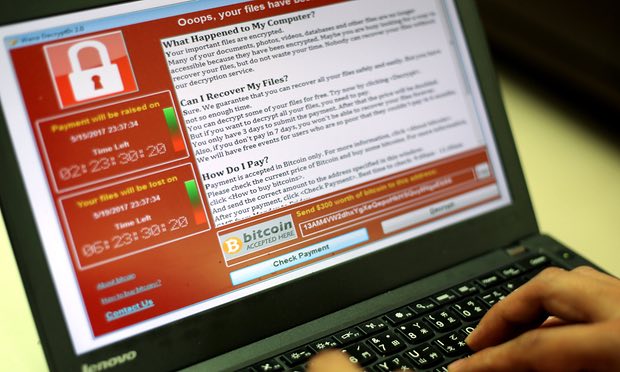 Ooops, your files have bee
Wana Decrypt0r 2.0
What Happened to My Computer?
Your important files are encrypted.
Many of your documents, photos, videos, databases and other files are no longer
accessible because they have been encrypted. Maybe you are busy looking for a way to
recover your files, but do not waste your time. Nobody can recover your files without
our decryption service.
Can I Recover My Files?
Sure. We guarantee that you can recover all your files safely and easily. But you have
not so enough time.
You can decrypt some of your files for free. Try now by clicking <Decrypt>.
But if you want to decrypt all your files, you need to pay.
You only have 3 days to submit the payment. After that the price will be doubled.
Also, if you don't pay in 7 days, you won't be able to recover your files forever.
We will have free events for users who are so poor that they couldn't pay in 6 months.
How Do I Pay?
Payment is accepted in Bitcoin only. For more information, click <About bitcoin>.
Please check the current price of Bitcoin and buy some bitcoins. For more information,
click <How to buy bitcoins>.
And send the correct amount to the address specified in this window.
After your payment, click <Check Payment>. Best time to check:
Payment will be raised on
5/15/2017 23:37:34
Time Left
02:23:30:20
Your files will be lost on
5/19/2017 23:37:34
Time Left
06:23:30:20
About bitcoin
How to buy bitcoins?
Contact Us
bitcoin
ACCEPTED HERE
Send $300 worth of bitcoin to this address:
Check Payment
Decrypt
lenovo